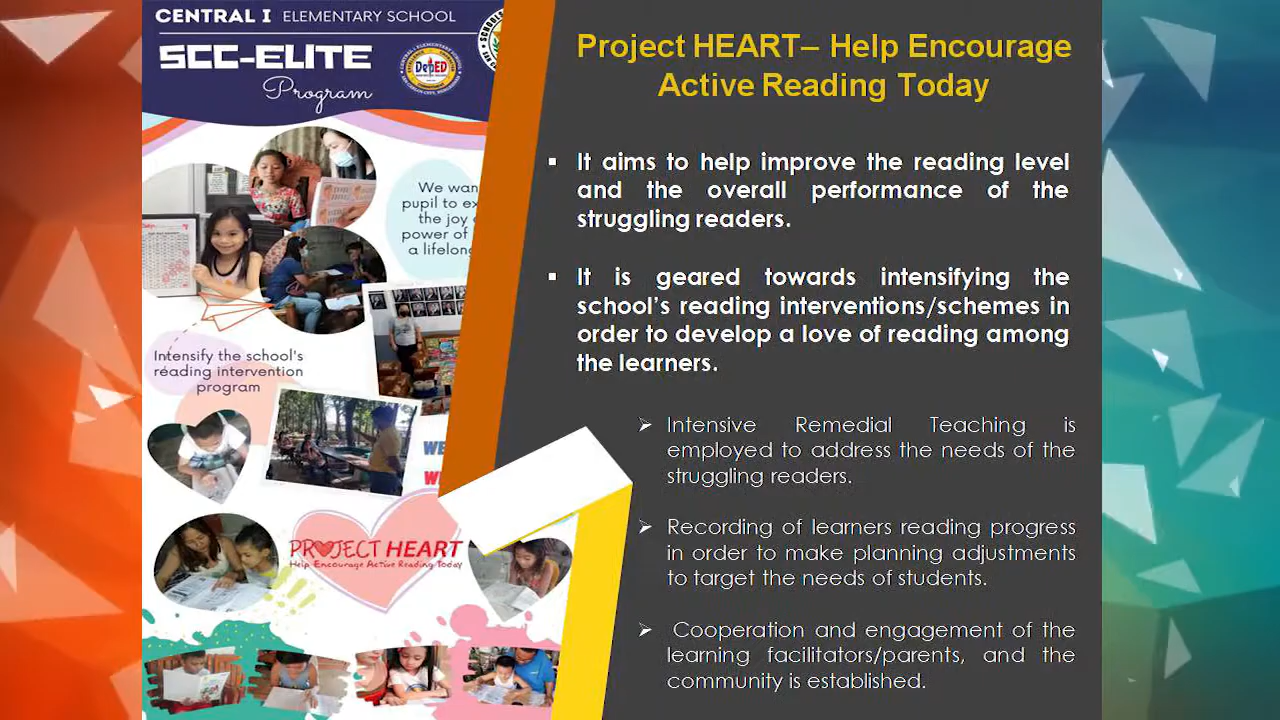 CENTRAL I ELEMENTARY SCHOOL
SCC-ELITE
Program
DepED
We wan
pupil to ex
the joy
power of
a lifelon
Intensify the school's
reading intervention
program
WE
W
PROJECT HEART
Help Encourage Active Reading Today
Project HEART– Help Encourage
Active Reading Today
▪ It aims to help improve the reading level
and the overall performance of the
struggling readers.
▪ It is geared towards intensifying the
school's reading interventions/schemes in
order to develop a love of reading among
the learners.
➢ Intensive Remedial Teaching is
employed to address the needs of the
struggling readers.
➢ Recording of learners reading progress
in order to make planning adjustments
to target the needs of students.
➢ Cooperation and engagement of the
learning facilitators/parents, and the
community is established.